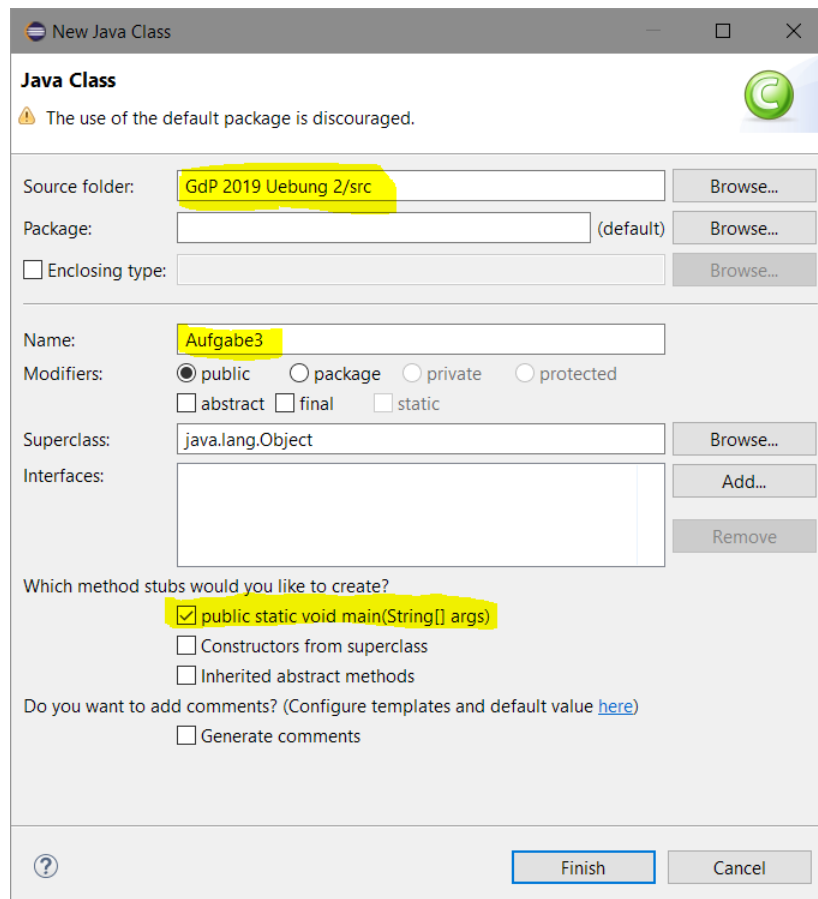 New Java Class
Java Class
The use of the default package is discouraged.
Source folder: GdP 2019 Uebung 2/src Browse...
Package: (default) Browse...
Enclosing type: Browse...
Name: Aufgabe3
Modifiers: public package private protected
abstract final static
Superclass: java.lang.Object Browse...
Interfaces: Add...
Remove
Which method stubs would you like to create?
public static void main(String[] args)
Constructors from superclass
Inherited abstract methods
Do you want to add comments? (Configure templates and default value here)
Generate comments
? Finish Cancel